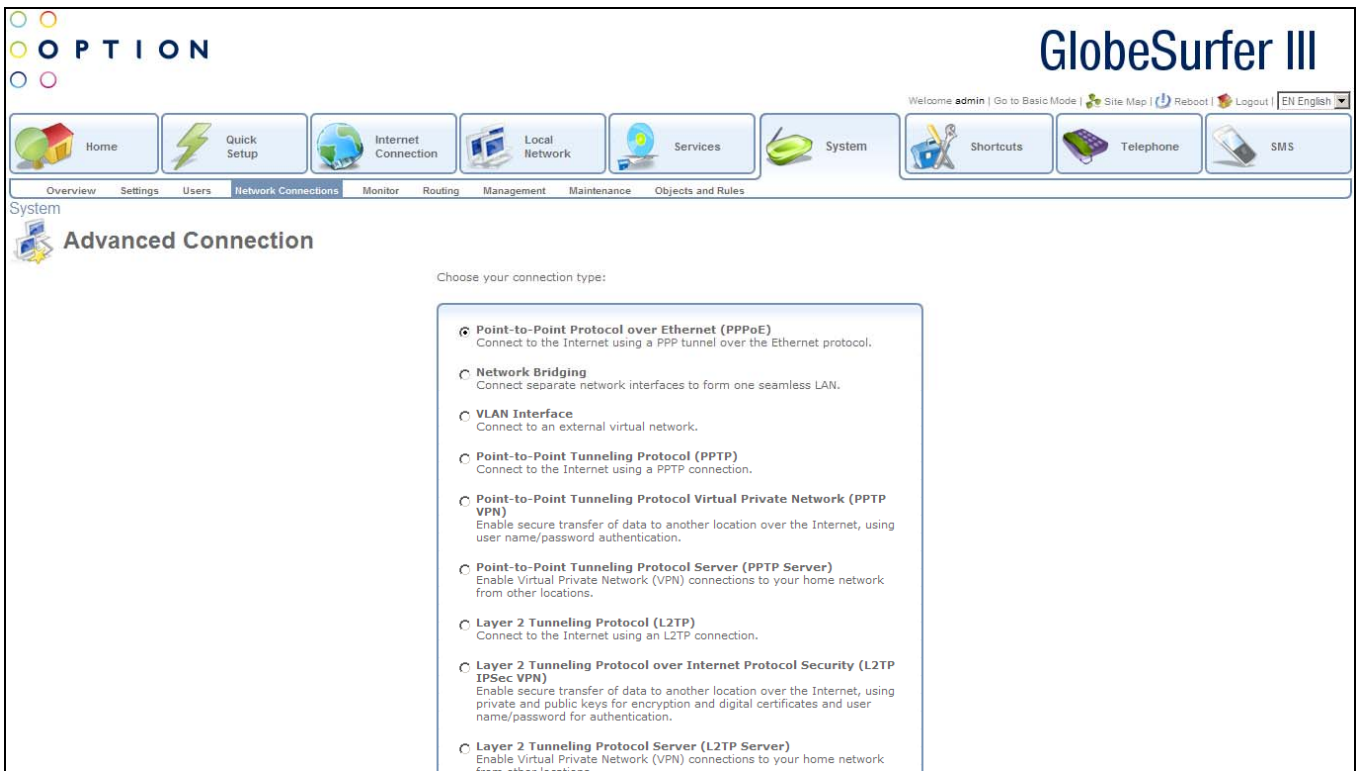 OPTION
GlobeSurfer III
Welcome admin | Go to Basic Mode | Site Map | Reboot | Logout | EN English
Home
Quick
Setup
Internet
Connection
Local
Network
Services
System
Shortcuts
Telephone
SMS
Overview Settings Users Network Connections Monitor Routing Management Maintenance Objects and Rules
System
Advanced Connection
Choose your connection type:
Point-to-Point Protocol over Ethernet (PPPoE)
Connect to the Internet using a PPP tunnel over the Ethernet protocol.
Network Bridging
Connect separate network interfaces to form one seamless LAN.
VLAN Interface
Connect to an external virtual network.
Point-to-Point Tunneling Protocol (PPTP)
Connect to the Internet using a PPTP connection.
Point-to-Point Tunneling Protocol Virtual Private Network (PPTP
VPN)
Enable secure transfer of data to another location over the Internet, using
user name/password authentication.
Point-to-Point Tunneling Protocol Server (PPTP Server)
Enable Virtual Private Network (VPN) connections to your home network
from other locations.
Layer 2 Tunneling Protocol (L2TP)
Connect to the Internet using an L2TP connection.
Layer 2 Tunneling Protocol over Internet Protocol Security (L2TP
IPSec VPN)
Enable secure transfer of data to another location over the Internet, using
private and public keys for encryption and digital certificates and user
name/password for authentication.
Layer 2 Tunneling Protocol Server (L2TP Server)
Enable Virtual Private Network (VPN) connections to your home network
from other locations.